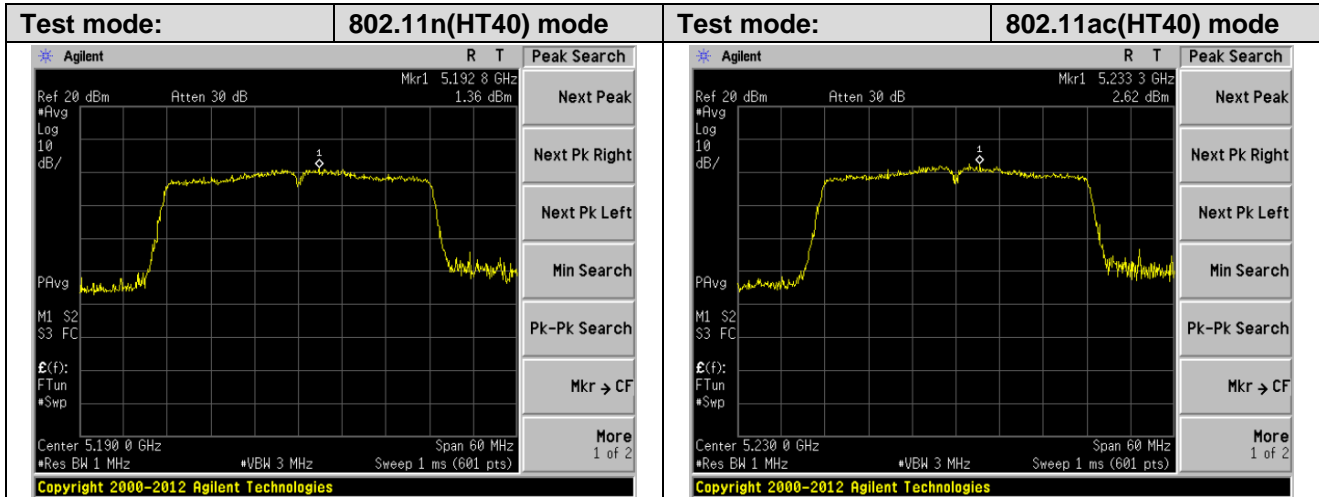 Test mode: 802.11n(HT40) mode Test mode: 802.11ac(HT40) mode
Agilent R T Peak Search
Mkr1 5.192 8 GHz
Ref 20 dBm Atten 30 dB 1.36 dBm
#Avg
Log
10
dB/
1
PAvg
M1 S2
S3 FC
£(f):
FTun
#Swp
Center 5.190 0 GHz Span 60 MHz
#Res BW 1 MHz #VBW 3 MHz Sweep 1 ms (601 pts)
Copyright 2000-2012 Agilent Technologies
Next Peak
Next Pk Right
Next Pk Left
Min Search
Pk-Pk Search
Mkr → CF
More
1 of 2
Agilent R T Peak Search
Mkr1 5.233 3 GHz
Ref 20 dBm Atten 30 dB 2.62 dBm
#Avg
Log
10
dB/
1
PAvg
M1 S2
S3 FC
£(f):
FTun
#Swp
Center 5.230 0 GHz Span 60 MHz
#Res BW 1 MHz #VBW 3 MHz Sweep 1 ms (601 pts)
Copyright 2000-2012 Agilent Technologies
Next Peak
Next Pk Right
Next Pk Left
Min Search
Pk-Pk Search
Mkr → CF
More
1 of 2